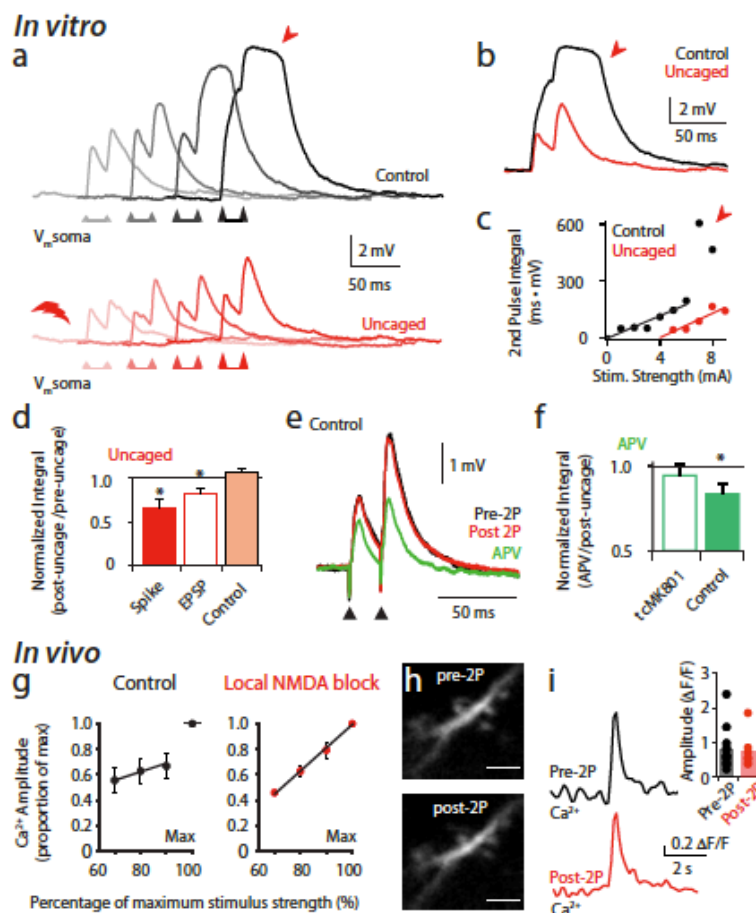 In vitro
a
Control
V_m soma
2 mV
50 ms
Uncaged
V_m soma
b
Control
Uncaged
2 mV
50 ms
c
600
300
0
Control
Uncaged
2nd Pulse Integral
(ms • mV)
0 4 8
Stim. Strength (mA)
d
Uncaged
Normalized Integral
(post-uncage /pre-uncage)
1.0
0.5
0
* *
Spike
EPSP
Control
e
Control
1 mV
Pre-2P
Post 2P
APV
50 ms
f
APV
Normalized Integral
(APV/post-uncage)
1.0
0.5
*
tcMK801
Control
In vivo
g
Control
Local NMDA block
Ca²⁺ Amplitude
(proportion of max)
1.0
0.8
0.6
0.4
0.2
0
Max
60 80 100
1.0
0.8
0.6
0.4
0.2
0
Max
60 80 100
Percentage of maximum stimulus strength (%)
h
pre-2P
post-2P
i
Pre-2P
Ca²⁺
Post-2P
Ca²⁺
0.2 ΔF/F
2 s
Amplitude (ΔF/F)
3
2
1
0
Pre-2P
Post-2P